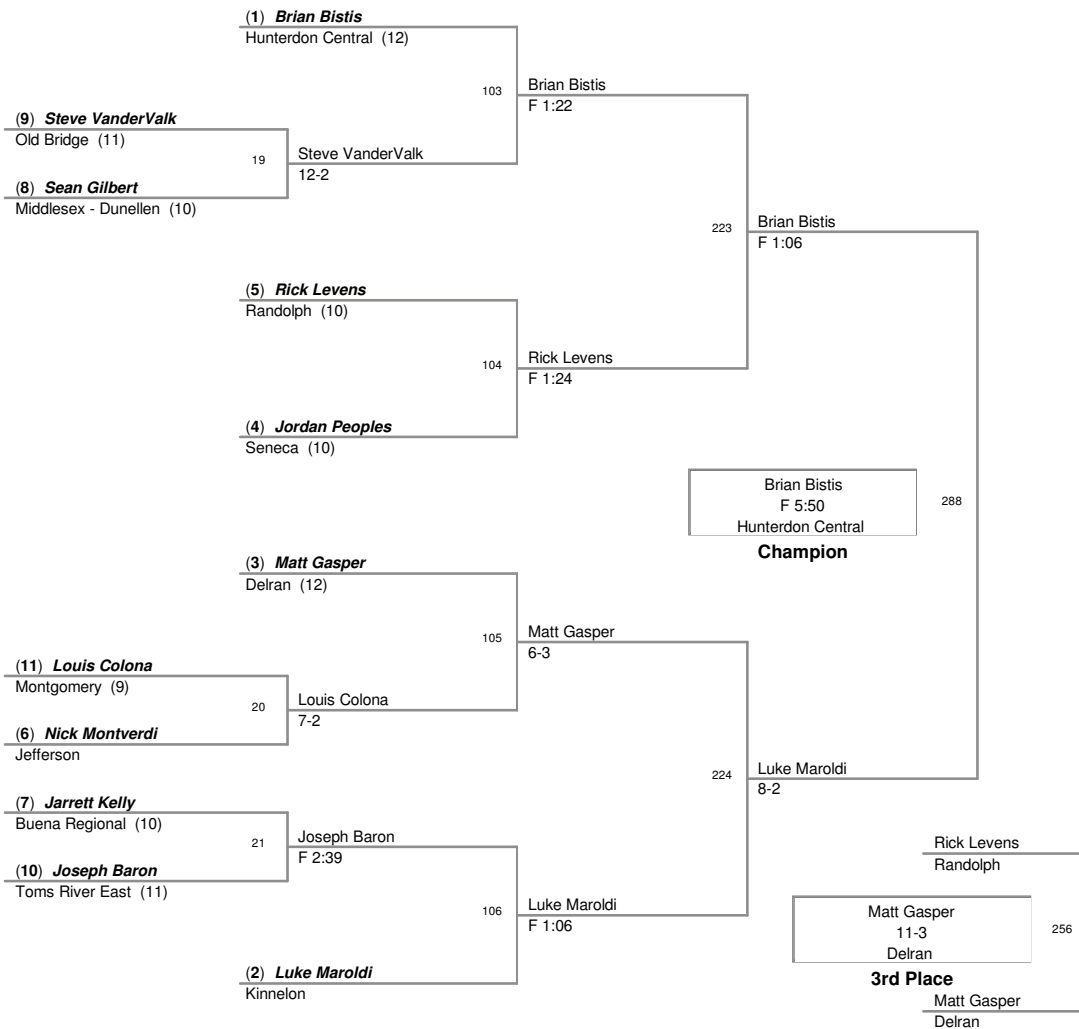 (1) Brian Bistis
Hunterdon Central (12)
103
Brian Bistis
F 1:22
(9) Steve VanderValk
Old Bridge (11)
19
Steve VanderValk
12-2
(8) Sean Gilbert
Middlesex - Dunellen (10)
223
Brian Bistis
F 1:06
(5) Rick Levens
Randolph (10)
104
Rick Levens
F 1:24
(4) Jordan Peoples
Seneca (10)
Brian Bistis
F 5:50
Hunterdon Central
288
Champion
(3) Matt Gasper
Delran (12)
105
Matt Gasper
6-3
(11) Louis Colona
Montgomery (9)
20
Louis Colona
7-2
(6) Nick Montverdi
Jefferson
224
Luke Maroldi
8-2
(7) Jarrett Kelly
Buena Regional (10)
21
Joseph Baron
F 2:39
(10) Joseph Baron
Toms River East (11)
106
Luke Maroldi
F 1:06
(2) Luke Maroldi
Kinnelon
Rick Levens
Randolph
Matt Gasper
11-3
Delran
256
3rd Place
Matt Gasper
Delran